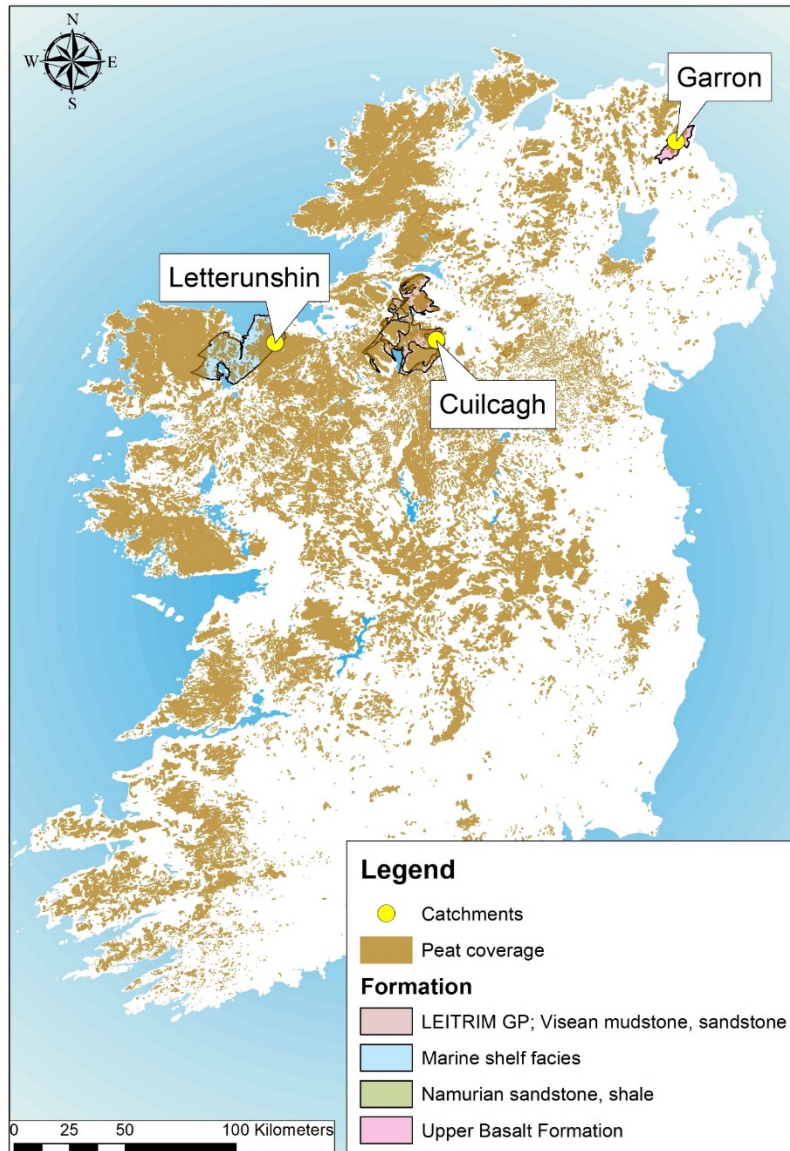 N
W E
S
Garron
Letterunshin
Cuilcagh
Legend
Catchments
Peat coverage
Formation
LEITRIM GP; Visean mudstone, sandstone
Marine shelf facies
Namurian sandstone, shale
Upper Basalt Formation
0 25 50 100 Kilometers